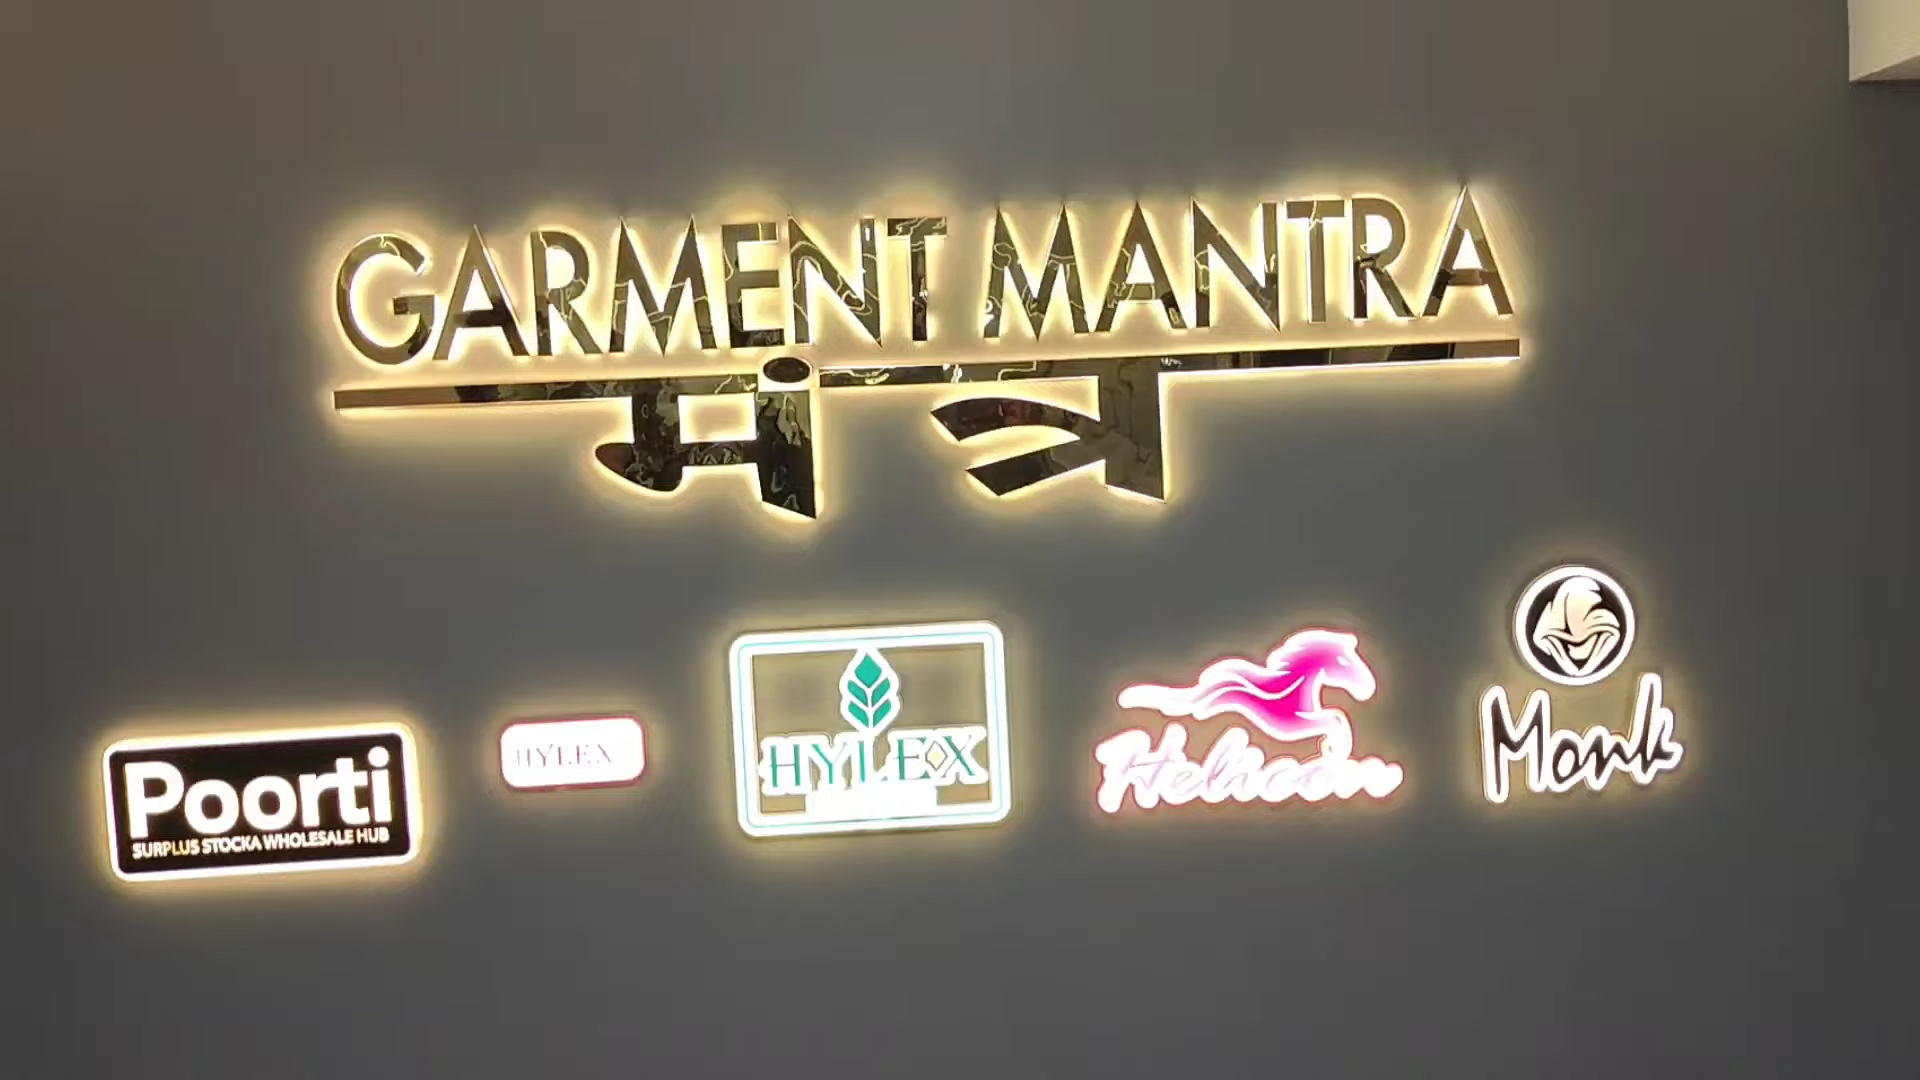 GARMENT MANTRA
मंत्र
Poorti
SURPLUS STOCKA WHOLESALE HUB
HYLEX
HYLEX
Helicon
Monk